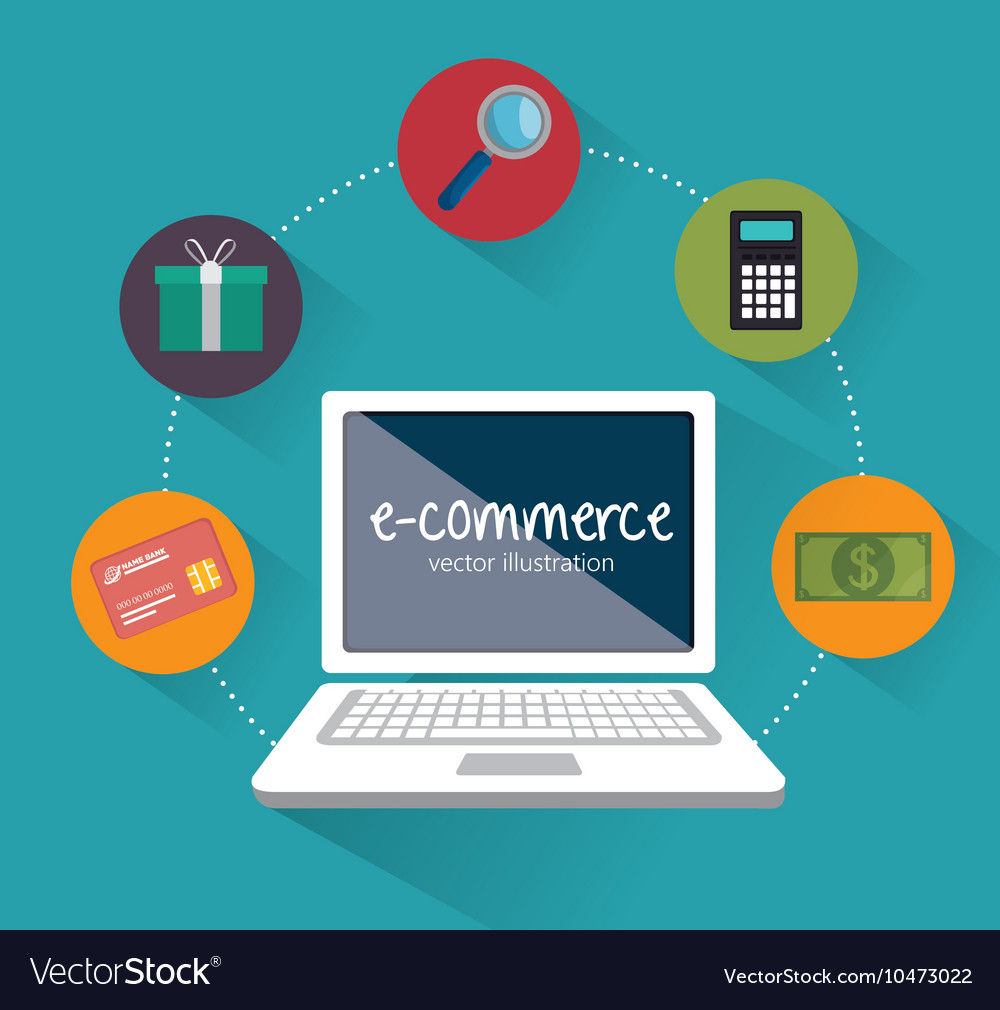 e-commerce
vector illustration
NAME BANK
000 00 00 0000
$
$ $
$ $
VectorStock®
VectorStock.com/10473022